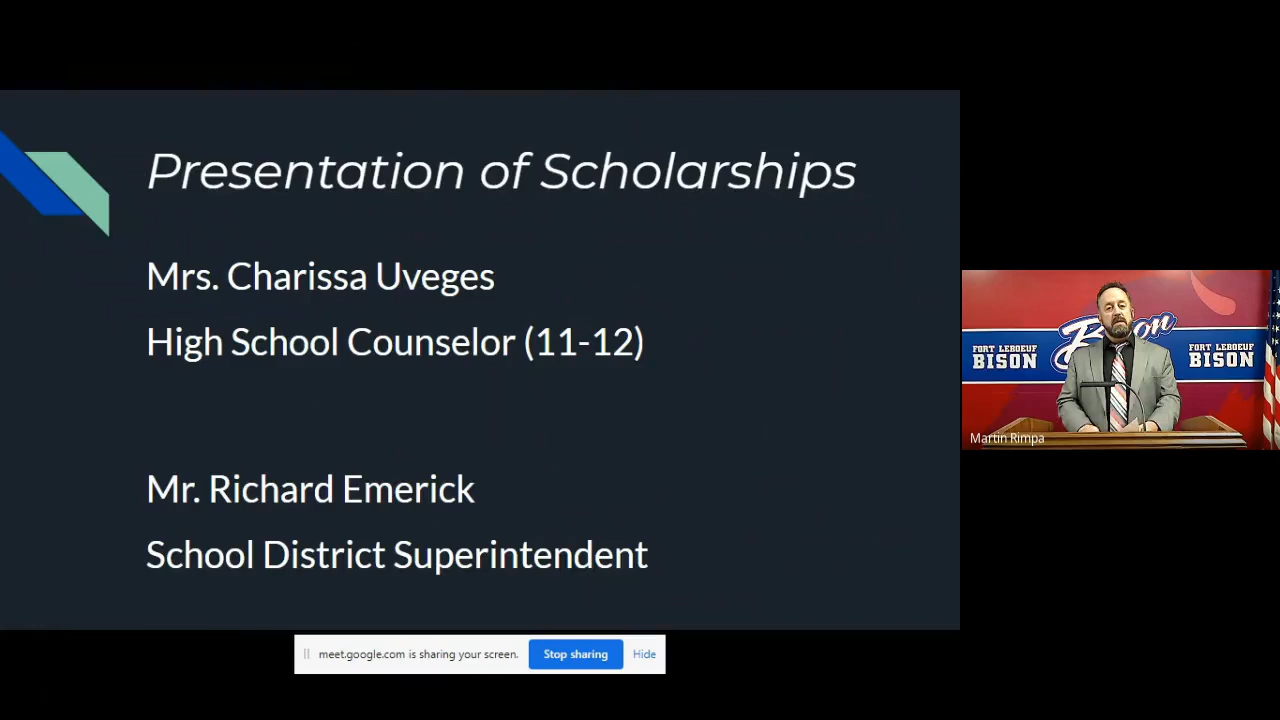 Presentation of Scholarships
Mrs. Charissa Uveges
High School Counselor (11-12)
Mr. Richard Emerick
School District Superintendent
Bison
FORT LEBOEUF
BISON
FORT LEBOEUF
BISON
Martin Rimpa
meet.google.com is sharing your screen.
Stop sharing
Hide